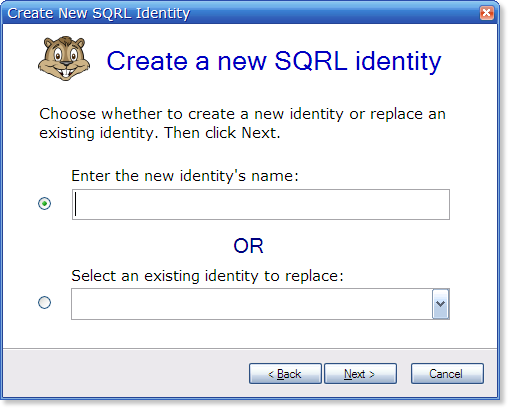 Create New SQRL Identity
Create a new SQRL identity
Choose whether to create a new identity or replace an
existing identity. Then click Next.
Enter the new identity's name:
OR
Select an existing identity to replace:
< Back
Next >
Cancel